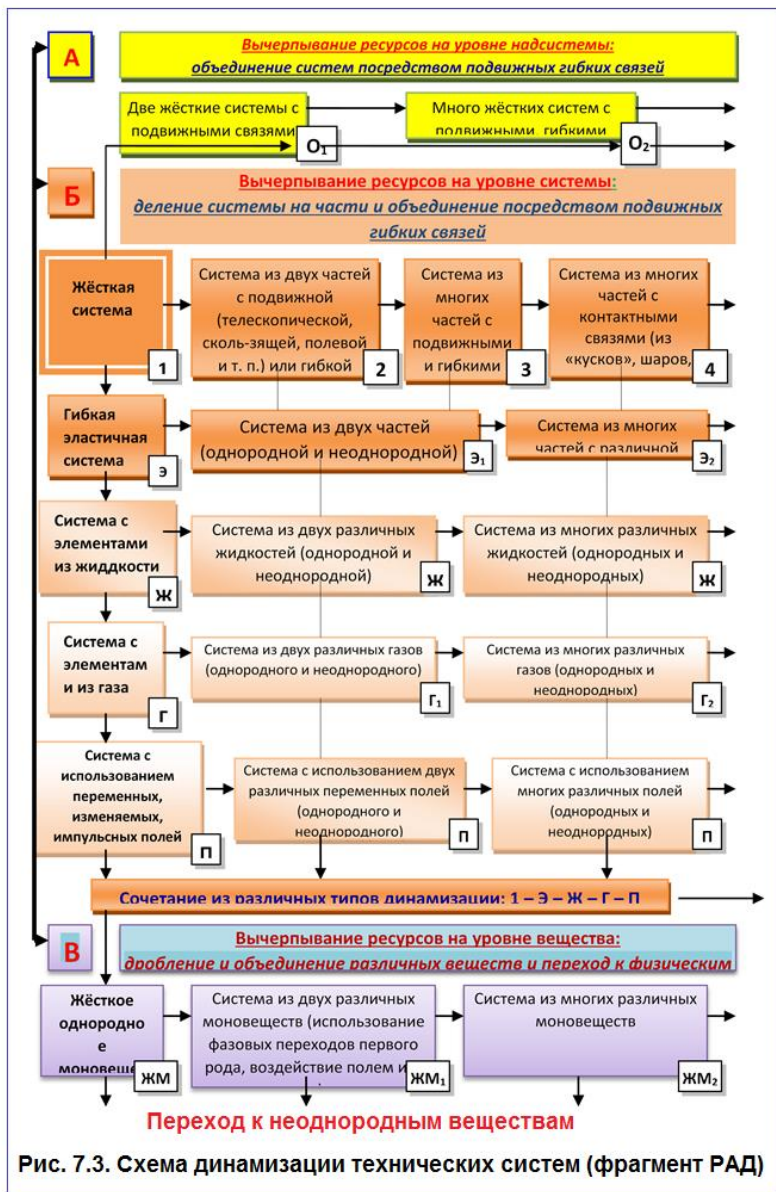 А
Вычерпывание ресурсов на уровне надсистемы:
объединение систем посредством подвижных гибких связей
Две жёсткие системы с
подвижными связями
О₁
Много жёстких систем с
подвижными, гибкими
О₂
Б
Вычерпывание ресурсов на уровне системы:
деление системы на части и объединение посредством подвижных
гибких связей
Жёсткая
система
1
Система из двух частей
с подвижной
(телескопической,
сколь-зящей, полевой
и т. п.) или гибкой
2
Система из
многих
частей с
подвижными
и гибкими
3
Система из многих
частей с
контактными
связями (из
«кусков», шаров,
4
Гибкая
эластичная
система
Э
Система из двух частей
(однородной и неоднородной)
Э₁
Система из многих
частей с различной
Э₂
Система с
элементами
из жиддкости
Ж
Система из двух различных
жидкостей (однородной и
неоднородной)
Ж
Система из многих различных
жидкостей (однородных и
неоднородных)
Ж
Система с
элементам
и из газа
Г
Система из двух различных газов
(однородного и неоднородного)
Г₁
Система из многих различных
газов (однородных и
неоднородных)
Г₂
Система с
использованием
переменных,
изменяемых,
импульсных полей
П
Система с использованием двух
различных переменных полей
(однородного и
неоднородного)
П
Система с использованием
многих различных полей
(однородных и
неоднородных)
П
Сочетание из различных типов динамизации: 1 – Э – Ж – Г – П
В
Вычерпывание ресурсов на уровне вещества:
дробление и объединение различных веществ и переход к физическим
Жёсткое
однородно
е
моновещес
ЖМ
Система из двух различных
моновеществ (использование
фазовых переходов первого
рода, воздействие полем и
ЖМ₁
Система из многих различных
моновеществ
ЖМ₂
Переход к неоднородным веществам
Рис. 7.3. Схема динамизации технических систем (фрагмент РАД)